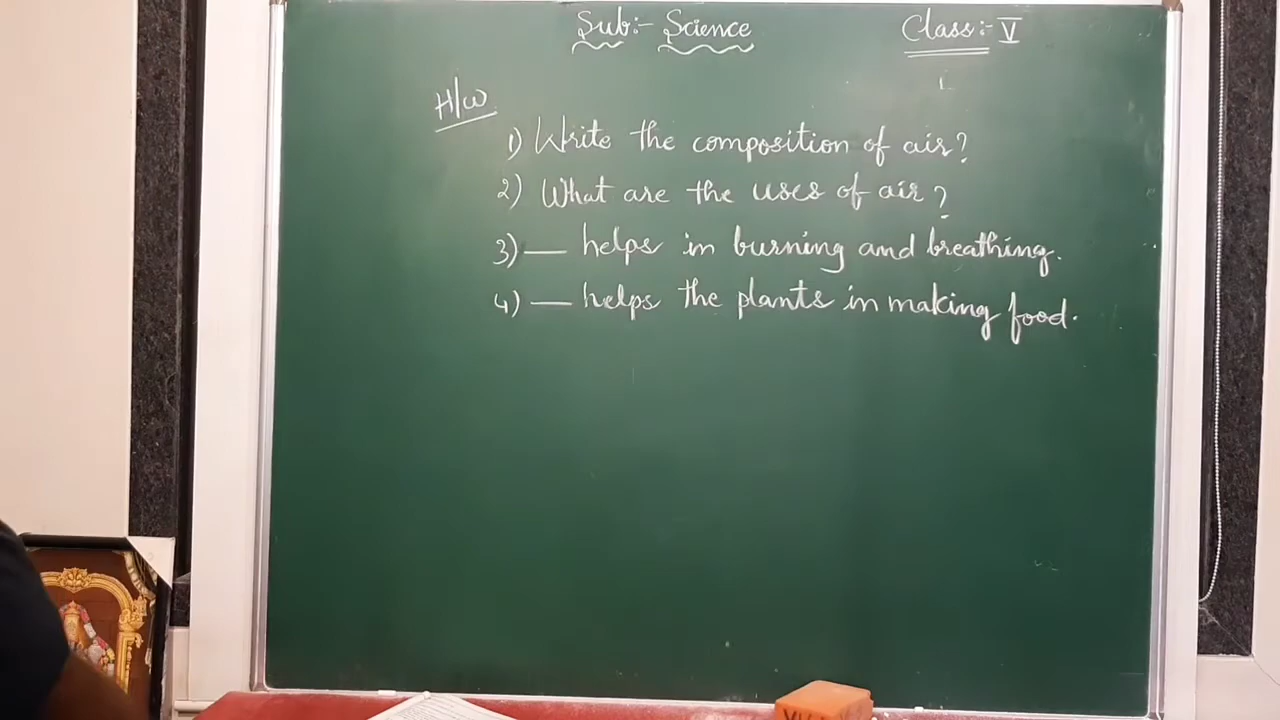 Sub:- Science Class:- V
H/W
1) Write the composition of air?
2) What are the uses of air?
3) — helps in burning and breathing.
4) — helps the plants in making food.